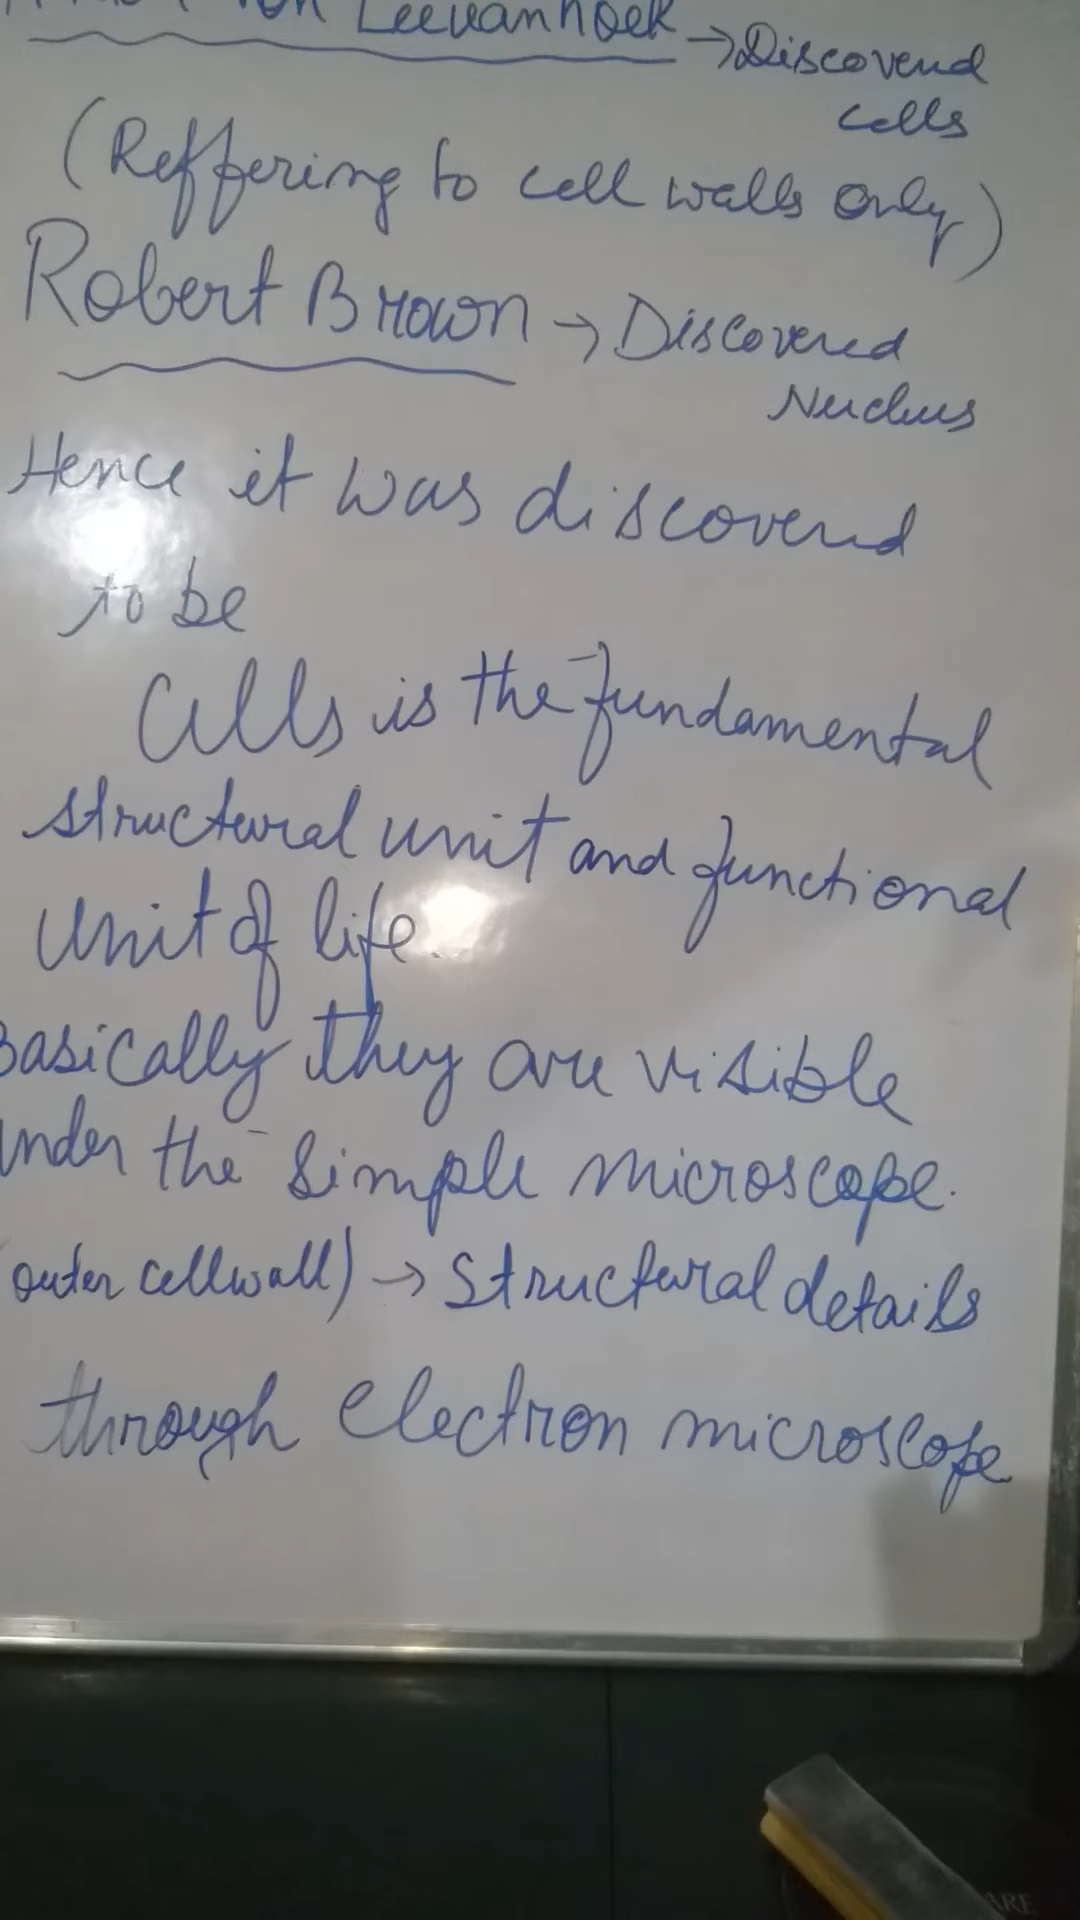 Von Leevanhoek → Discovered
cells
(Reffering to cell walls only)
Robert Brown → Discovered
Nucleus
Hence it was discovered
to be
Cells is the fundamental
structural unit and functional
unit of life.
Basically they are visible
under the simple microscope.
outer cellwall) → Structural details
through electron microscope